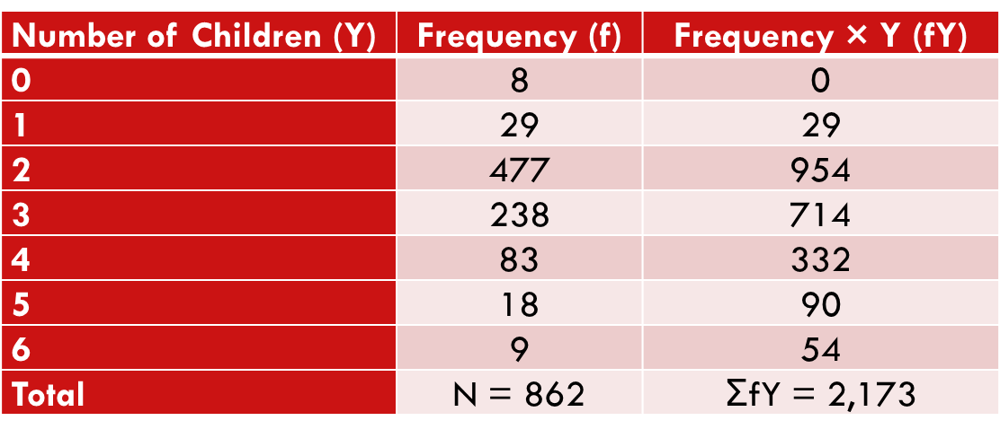 Number of Children (Y) Frequency (f) Frequency × Y (fY)
0 8 0
1 29 29
2 477 954
3 238 714
4 83 332
5 18 90
6 9 54
Total N = 862 ΣfY = 2,173